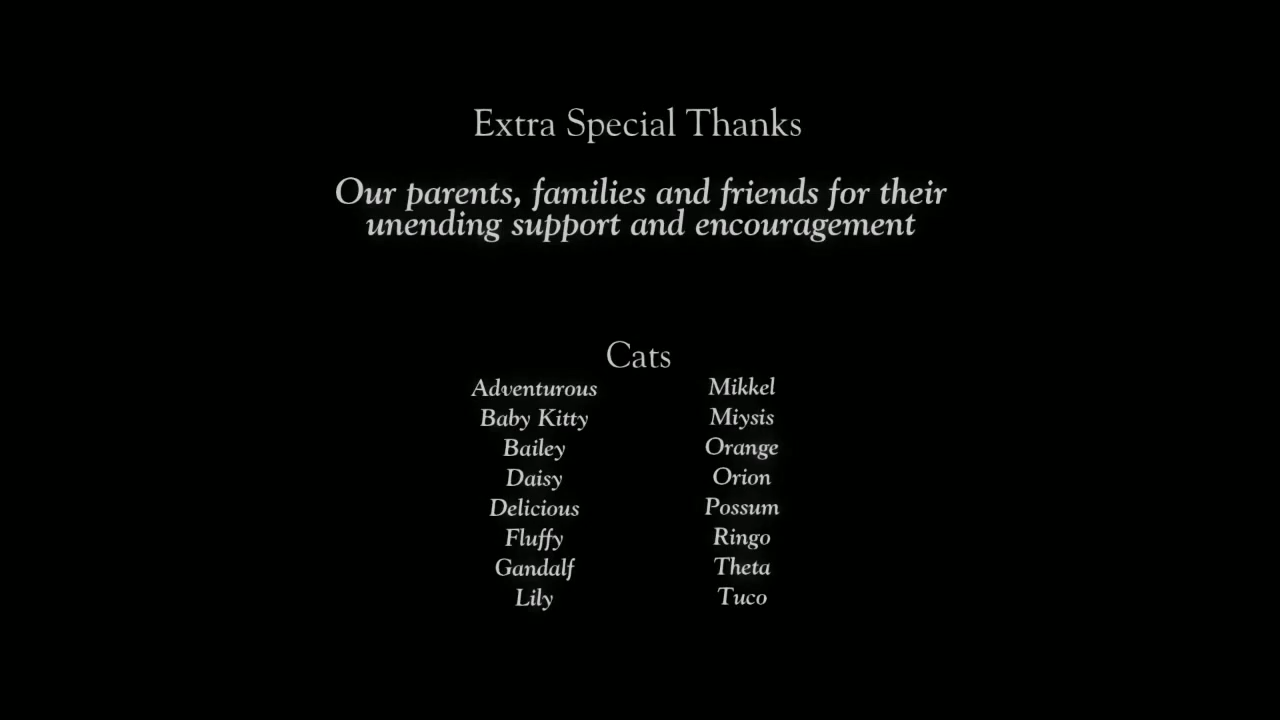 Extra Special Thanks
Our parents, families and friends for their
unending support and encouragement
Cats
Adventurous
Baby Kitty
Bailey
Daisy
Delicious
Fluffy
Gandalf
Lily
Mikkel
Miysis
Orange
Orion
Possum
Ringo
Theta
Tuco